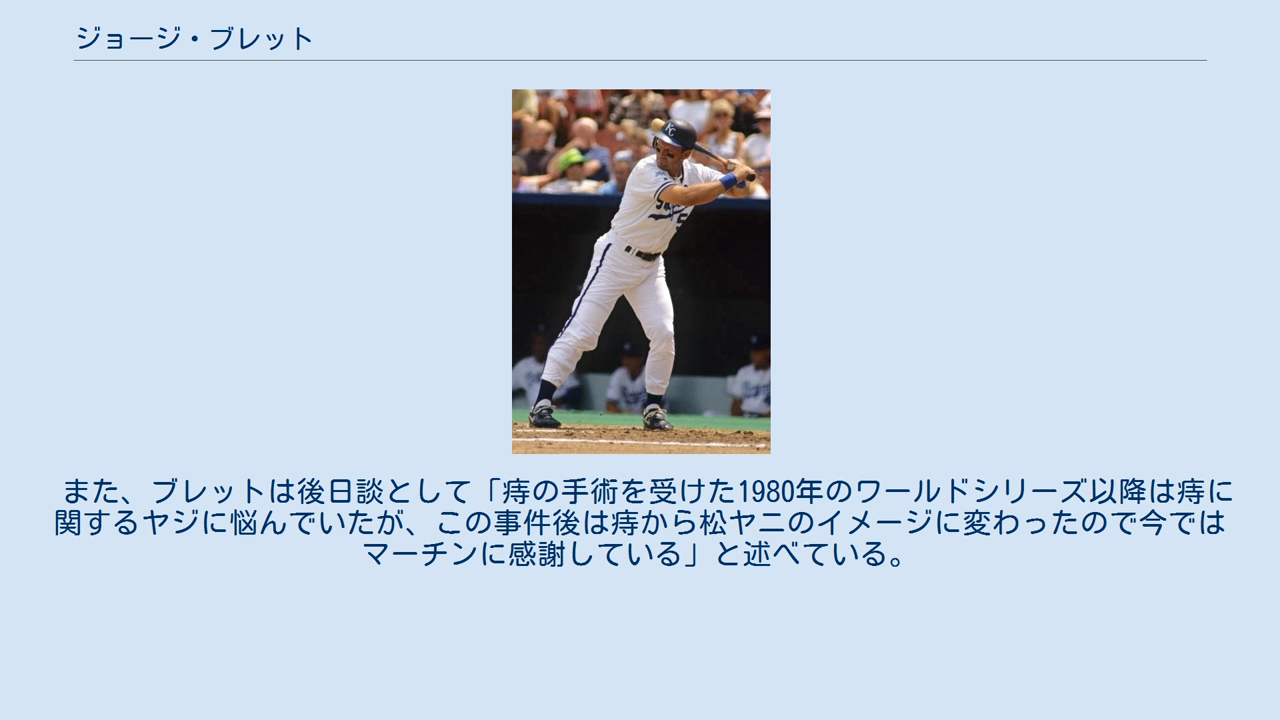 ジョージ・ブレット
KC
また、ブレットは後日談として「痔の手術を受けた1980年のワールドシリーズ以降は痔に
関するヤジに悩んでいたが、この事件後は痔から松ヤニのイメージに変わったので今では
マーチンに感謝している」と述べている。